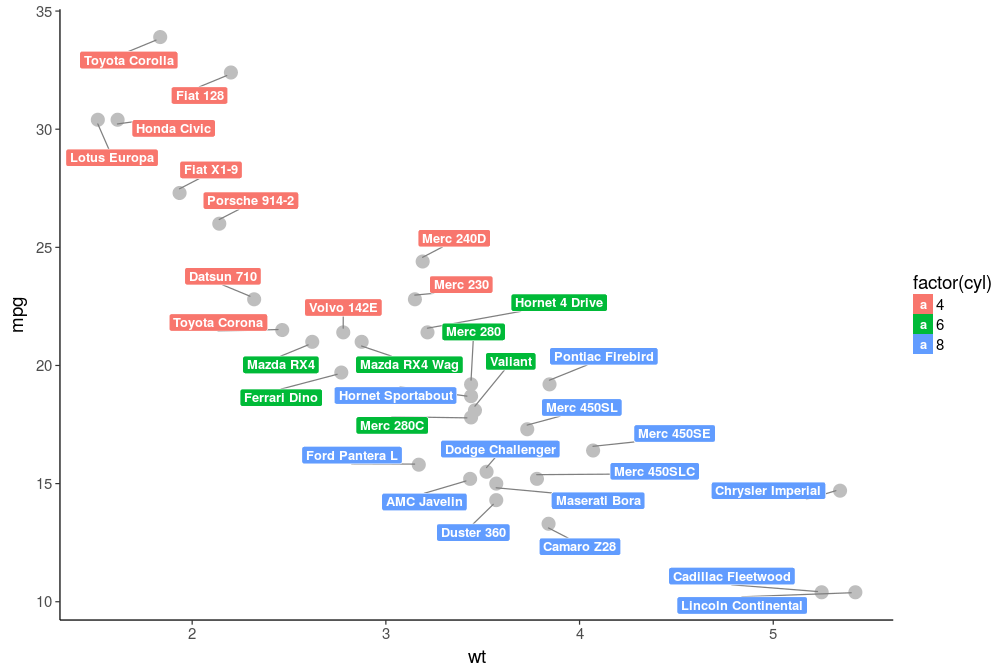 35
Toyota Corolla
Fiat 128
30
Honda Civic
Lotus Europa
Fiat X1-9
Porsche 914-2
25
Merc 240D
Datsun 710
Merc 230
Volvo 142E
Hornet 4 Drive
Toyota Corona
Merc 280
Mazda RX4
Mazda RX4 Wag
Valiant
Pontiac Firebird
20
Ferrari Dino
Hornet Sportabout
Merc 450SL
Merc 280C
Merc 450SE
Ford Pantera L
Dodge Challenger
Merc 450SLC
15
Chrysler Imperial
AMC Javelin
Maserati Bora
Duster 360
Camaro Z28
Cadillac Fleetwood
10
Lincoln Continental
mpg
2
3
4
5
wt
factor(cyl)
a 4
a 6
a 8